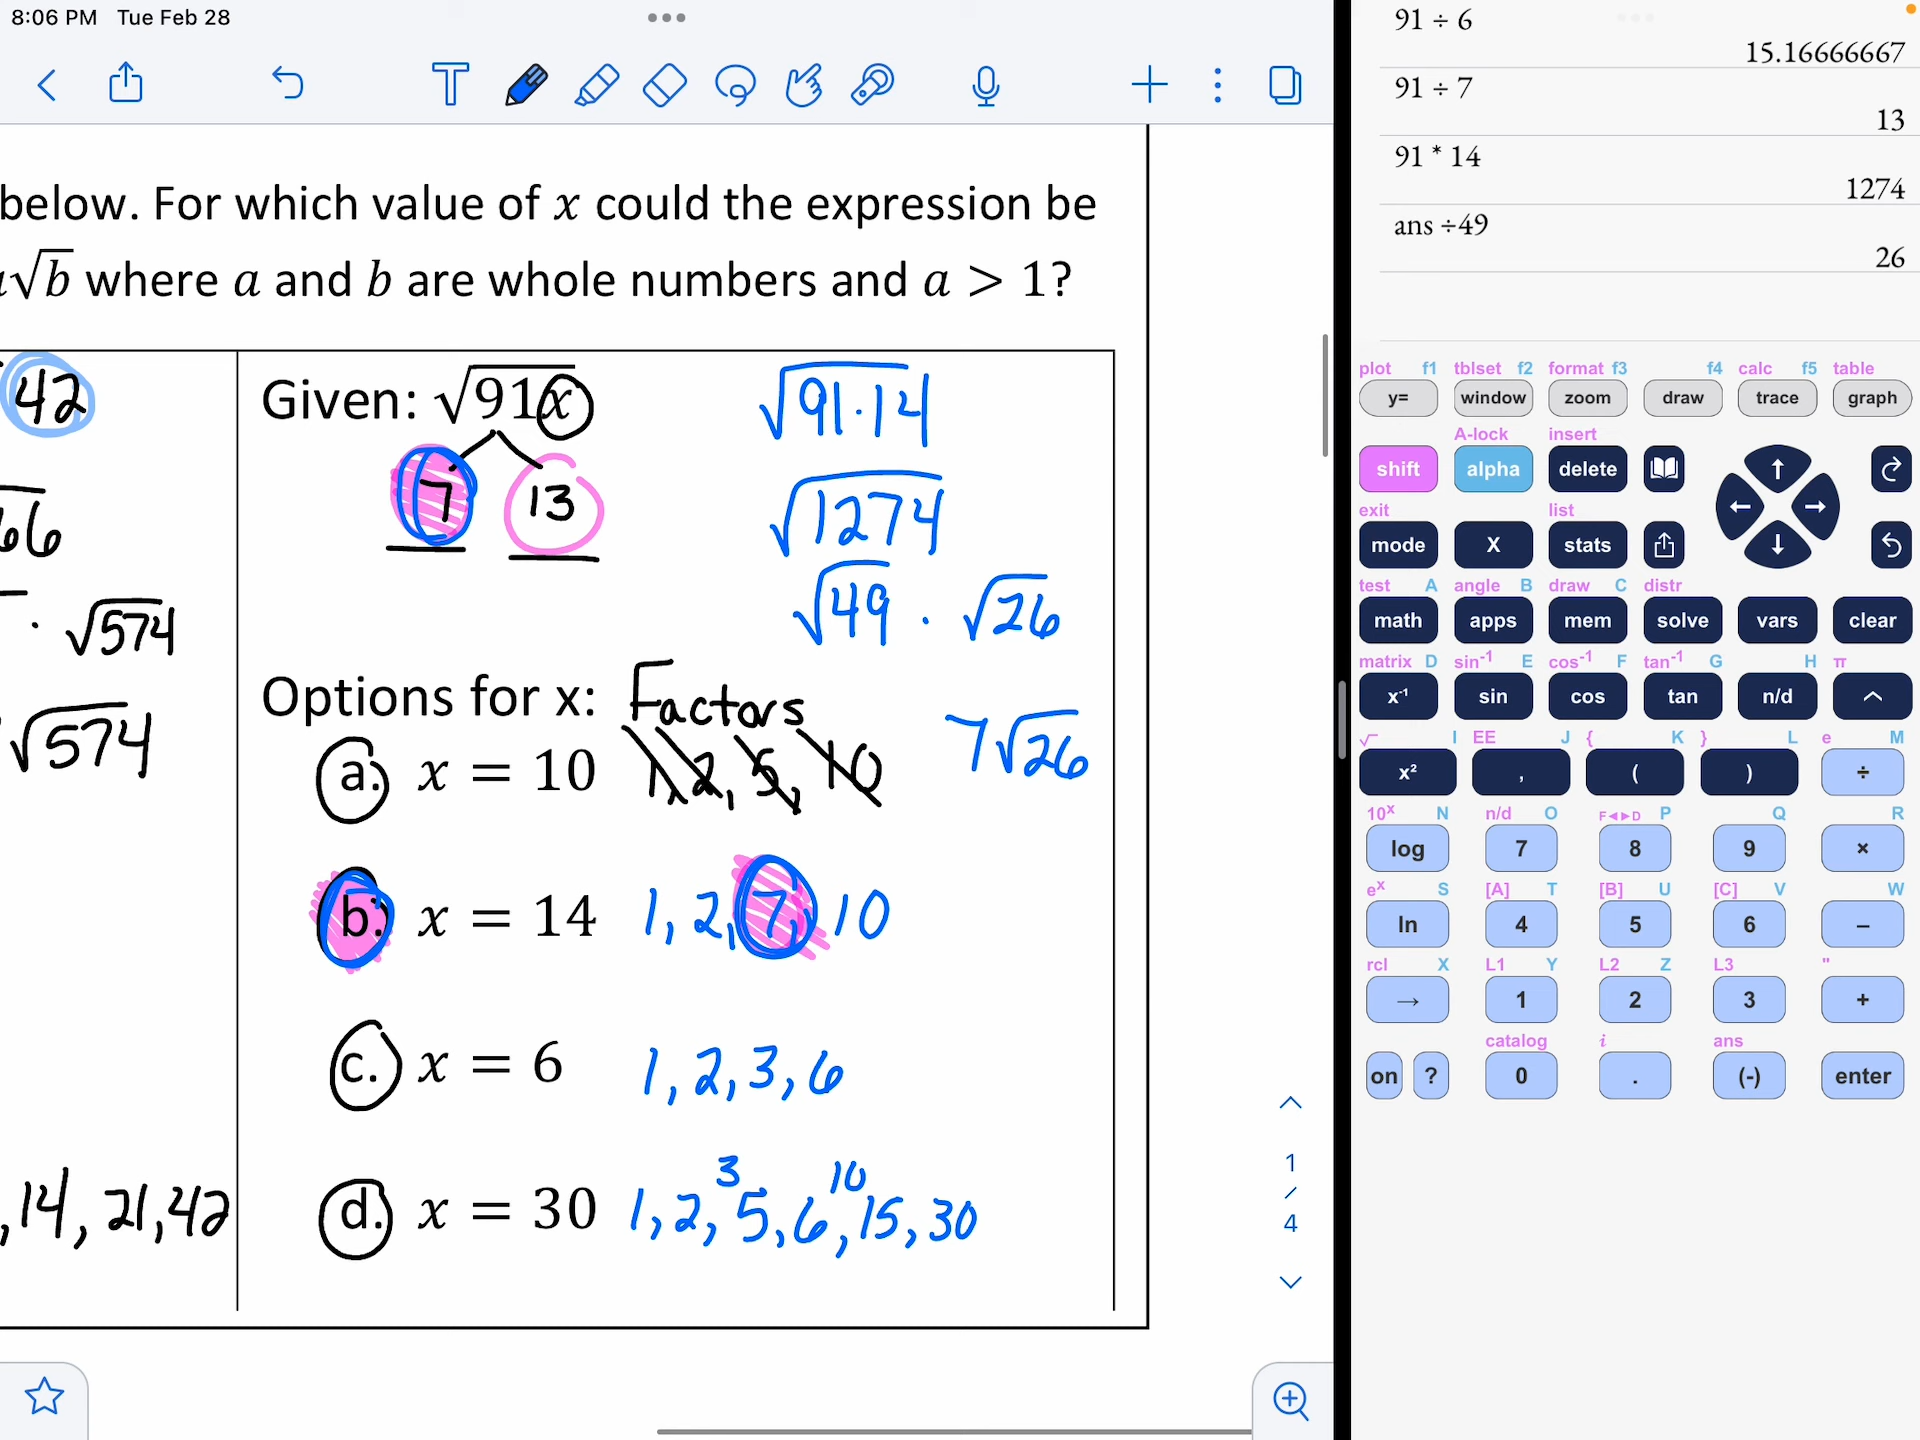 8:06 PM Tue Feb 28
below. For which value of x could the expression be
√b where a and b are whole numbers and a > 1?
42
66
· √574
√574
, 14, 21, 42
Given: √91x
7 13
√91·14
√1274
√49 · √26
7√26
Options for x: Factors
a. x = 10 1, 2, 5, 10
b. x = 14 1, 2, 7, 10
c. x = 6 1, 2, 3, 6
d. x = 30 1, 2, 3 5, 6, 10 15, 30
1
/
4
91 ÷ 6
15.16666667
91 ÷ 7
13
91 * 14
1274
ans ÷49
26
plot f1 tblset f2 format f3 f4 calc f5 table
y= window zoom draw trace graph
A-lock insert
shift alpha delete
exit list
mode X stats
test A angle B draw C distr
math apps mem solve vars clear
matrix D sin⁻¹ E cos⁻¹ F tan⁻¹ G H π
x⁻¹ sin cos tan n/d ^
√‾ I EE J { K } L e M
x² , ( ) ÷
10ˣ N n/d O F◄►D P Q R
log 7 8 9 ×
eˣ S [A] T [B] U [C] V W
ln 4 5 6 −
rcl X L1 Y L2 Z L3 "
→ 1 2 3 +
catalog i ans
on ? 0 . (-) enter